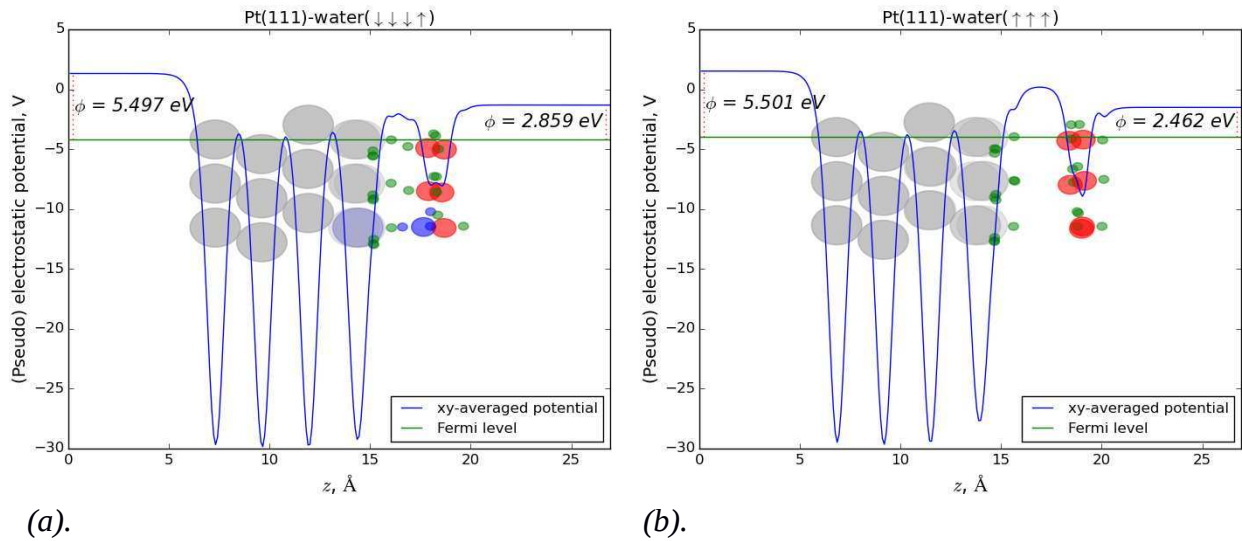 Pt(111)-water(↓↓↓↑)
5
0
−5
−10
−15
−20
−25
−30
(Pseudo) electrostatic potential, V
ϕ = 5.497 eV
ϕ = 2.859 eV
xy-averaged potential
Fermi level
0 5 10 15 20 25
z, Å
(a).
Pt(111)-water(↑↑↑)
5
0
−5
−10
−15
−20
−25
−30
(Pseudo) electrostatic potential, V
ϕ = 5.501 eV
ϕ = 2.462 eV
xy-averaged potential
Fermi level
0 5 10 15 20 25
z, Å
(b).